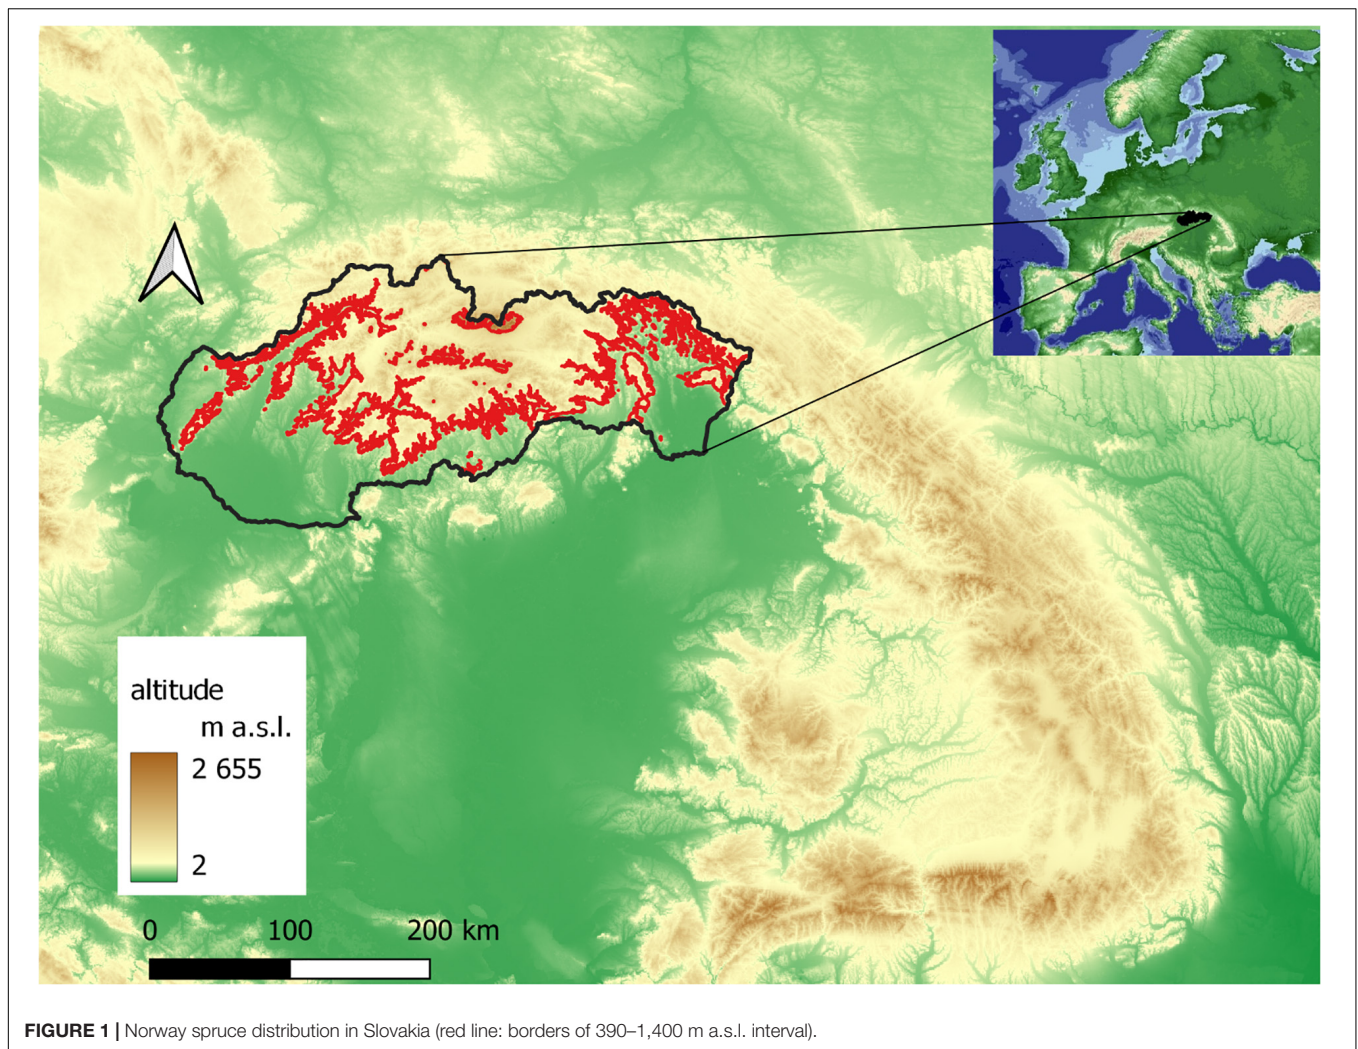 altitude
m a.s.l.
2 655
2
0 100 200 km
FIGURE 1 | Norway spruce distribution in Slovakia (red line: borders of 390–1,400 m a.s.l. interval).